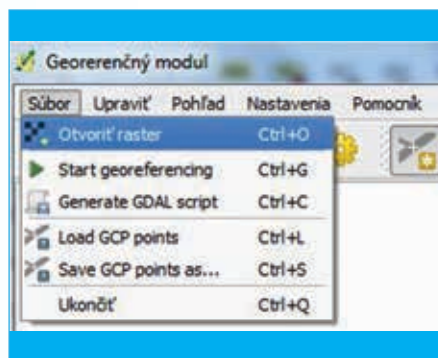 Georerenčný modul
Súbor Upraviť Pohľad Nastavenia Pomocník
Otvoriť raster Ctrl+O
Start georeferencing Ctrl+G
Generate GDAL script Ctrl+C
Load GCP points Ctrl+L
Save GCP points as... Ctrl+S
Ukončiť Ctrl+Q